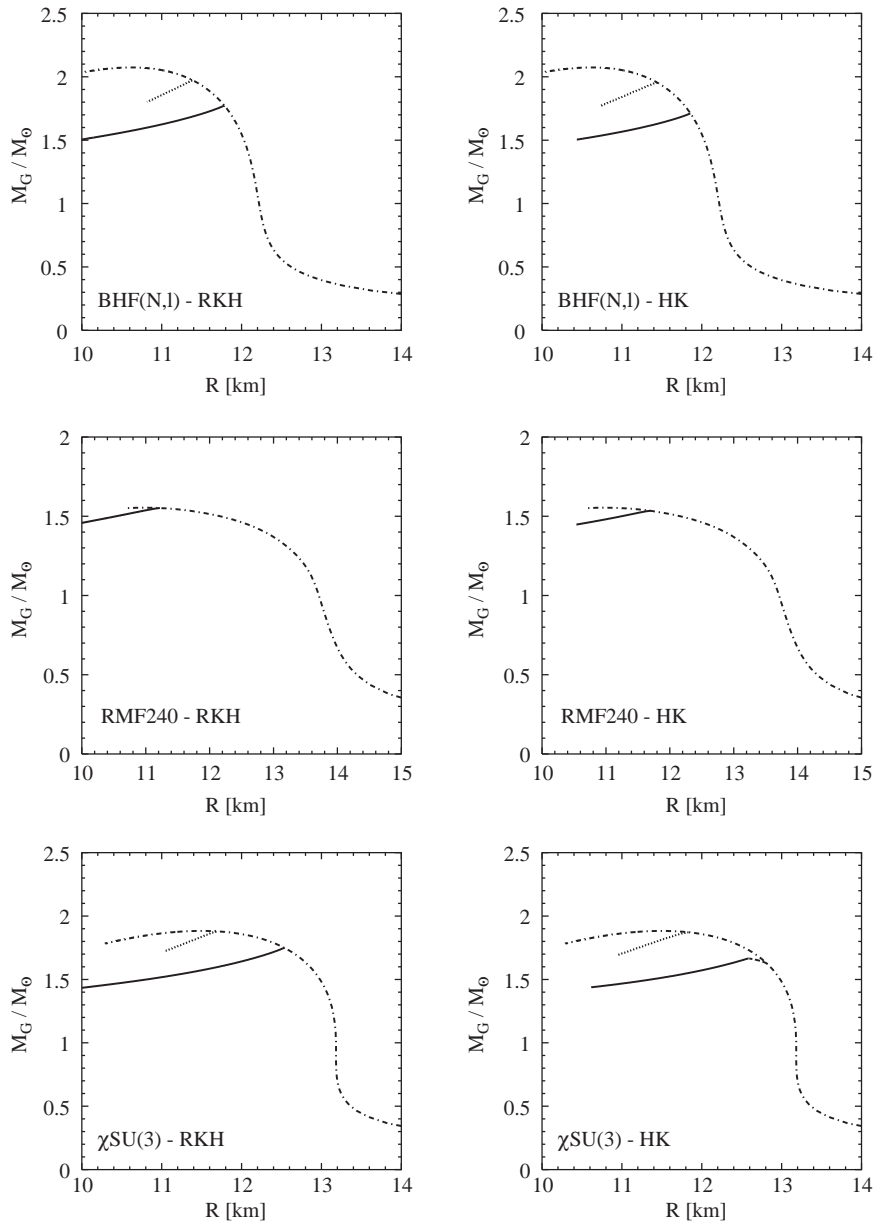 2.5
2
1.5
1
0.5
0
M_G / M_⊙
BHF(N,l) - RKH
10 11 12 13 14
R [km]
2.5
2
1.5
1
0.5
0
M_G / M_⊙
BHF(N,l) - HK
10 11 12 13 14
R [km]
2
1.5
1
0.5
0
M_G / M_⊙
RMF240 - RKH
10 11 12 13 14 15
R [km]
2
1.5
1
0.5
0
M_G / M_⊙
RMF240 - HK
10 11 12 13 14 15
R [km]
2.5
2
1.5
1
0.5
0
M_G / M_⊙
χSU(3) - RKH
10 11 12 13 14
R [km]
2.5
2
1.5
1
0.5
0
M_G / M_⊙
χSU(3) - HK
10 11 12 13 14
R [km]